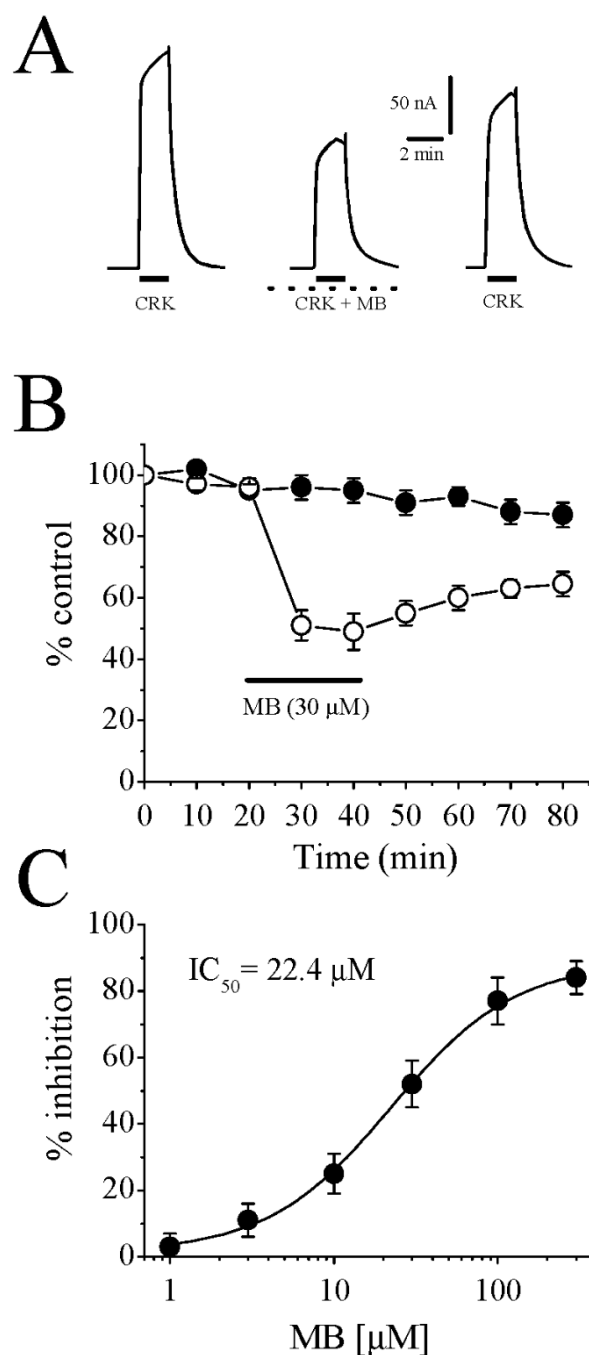 A
50 nA
2 min
CRK
CRK + MB
CRK
B
100
80
60
40
20
0
% control
MB (30 μM)
0 10 20 30 40 50 60 70 80
Time (min)
C
100
80
60
40
20
0
% inhibition
IC50= 22.4 μM
1 10 100
MB [μM]